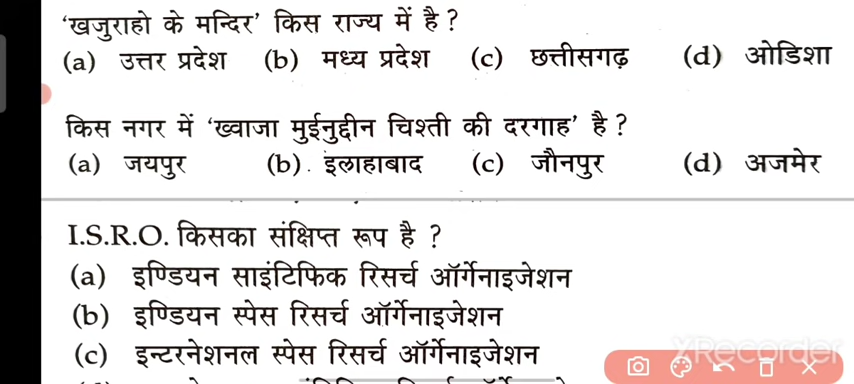 ‘खजुराहो के मन्दिर’ किस राज्य में है ?
(a) उत्तर प्रदेश (b) मध्य प्रदेश (c) छत्तीसगढ़ (d) ओडिशा
किस नगर में ‘ख्वाजा मुईनुद्दीन चिश्ती की दरगाह’ है ?
(a) जयपुर (b). इलाहाबाद (c) जौनपुर (d) अजमेर
I.S.R.O. किसका संक्षिप्त रूप है ?
(a) इण्डियन साइंटिफिक रिसर्च ऑर्गेनाइजेशन
(b) इण्डियन स्पेस रिसर्च ऑर्गेनाइजेशन
(c) इन्टरनेशनल स्पेस रिसर्च ऑर्गेनाइजेशन
XRecorder